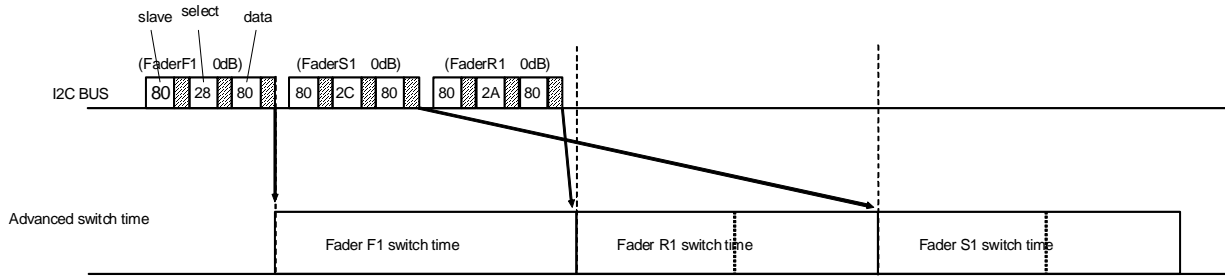 slave select data
(FaderF1 0dB) (FaderS1 0dB) (FaderR1 0dB)
I2C BUS 80 28 80 80 2C 80 80 2A 80
Advanced switch time
Fader F1 switch time Fader R1 switch time Fader S1 switch time